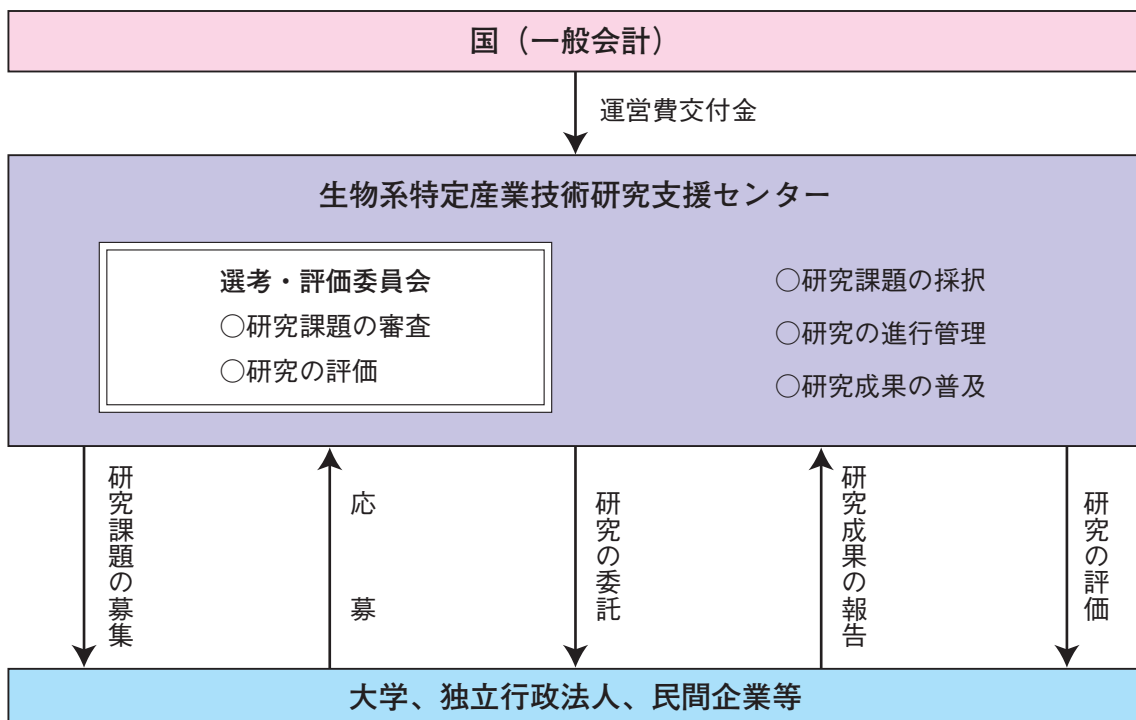 国（一般会計）
運営費交付金
生物系特定産業技術研究支援センター
選考・評価委員会
○研究課題の審査
○研究の評価
○研究課題の採択
○研究の進行管理
○研究成果の普及
研究課題の募集
応募
研究の委託
研究成果の報告
研究の評価
大学、独立行政法人、民間企業等